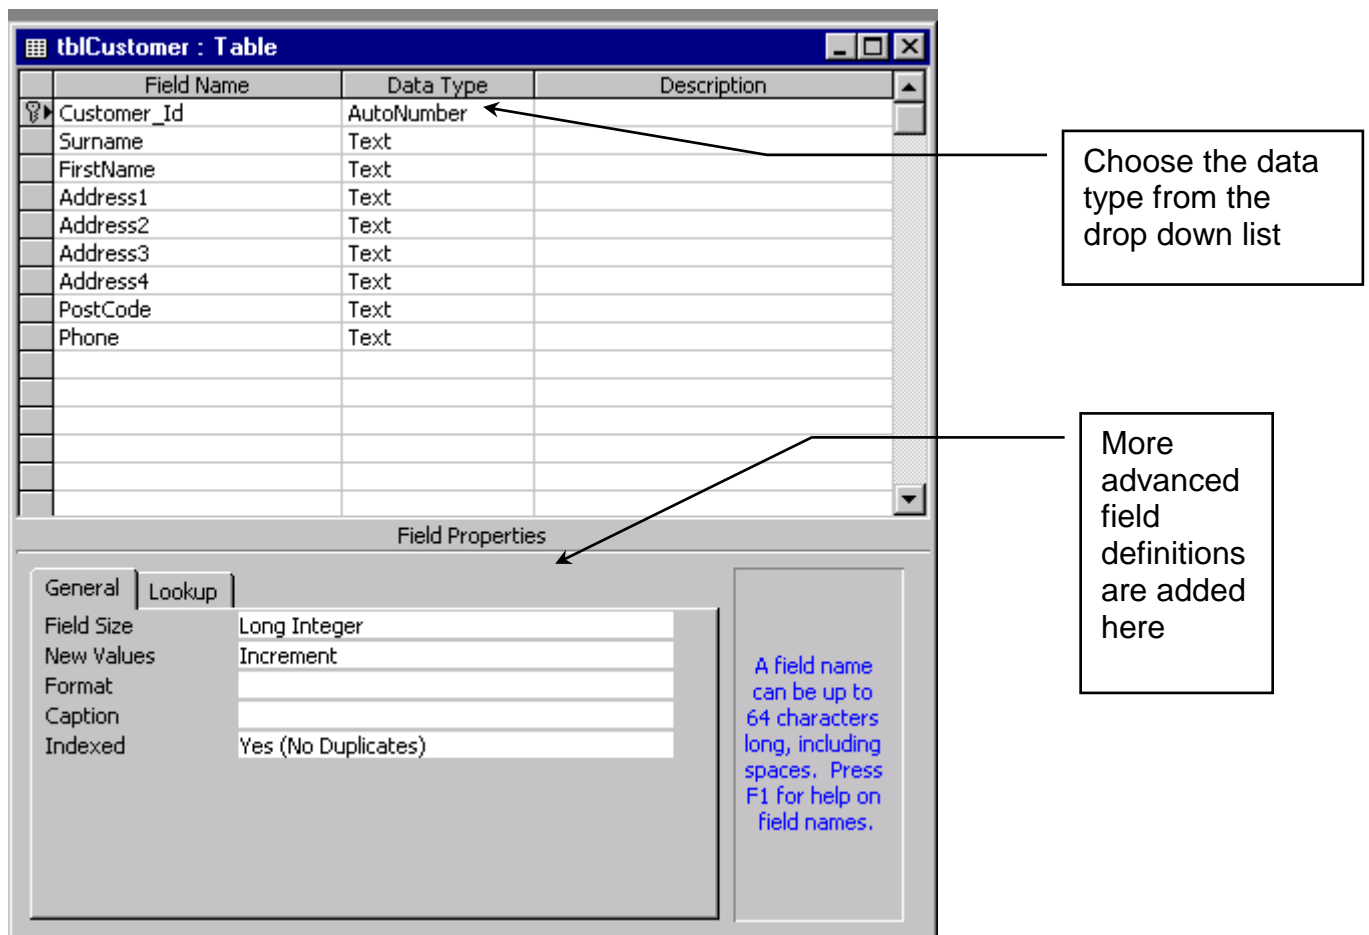 tblCustomer : Table
Field Name Data Type Description
Customer_Id AutoNumber
Surname Text
FirstName Text
Address1 Text
Address2 Text
Address3 Text
Address4 Text
PostCode Text
Phone Text
Choose the data
type from the
drop down list
More
advanced
field
definitions
are added
here
Field Properties
General Lookup
Field Size Long Integer
New Values Increment
Format
Caption
Indexed Yes (No Duplicates)
A field name
can be up to
64 characters
long, including
spaces. Press
F1 for help on
field names.